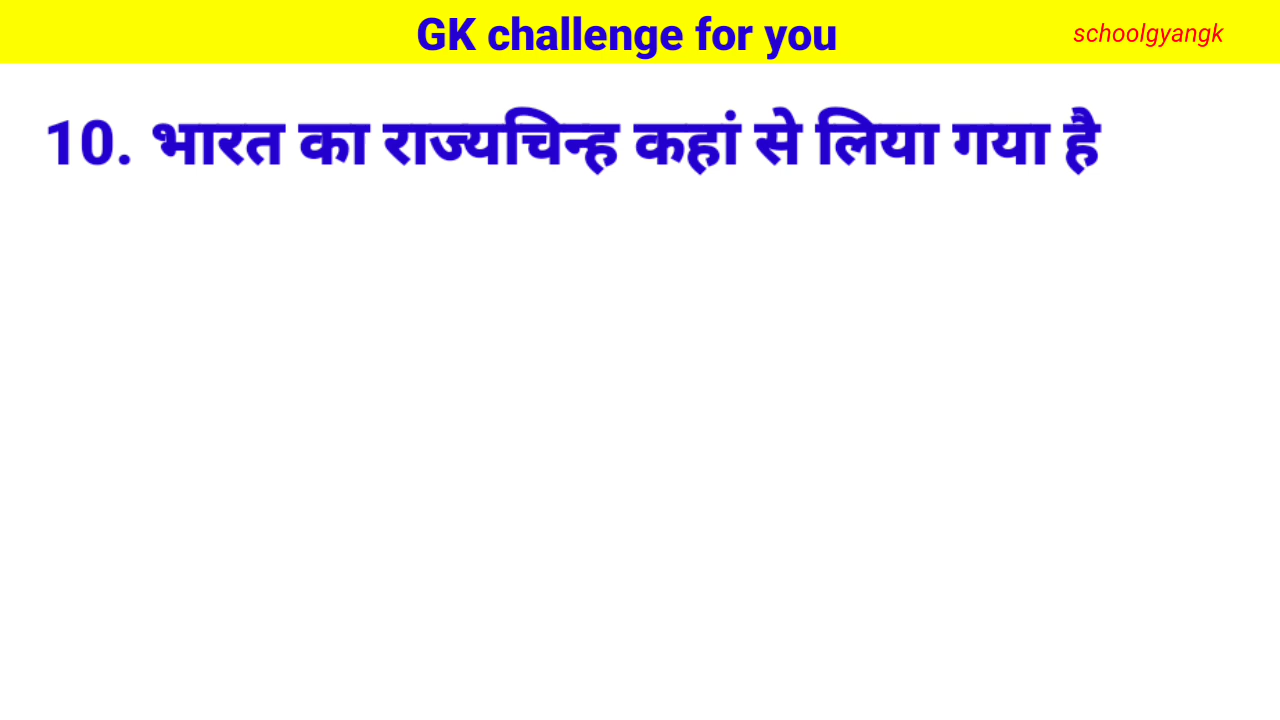 GK challenge for you
schoolgyangk
10. भारत का राज्यचिन्ह कहां से लिया गया है